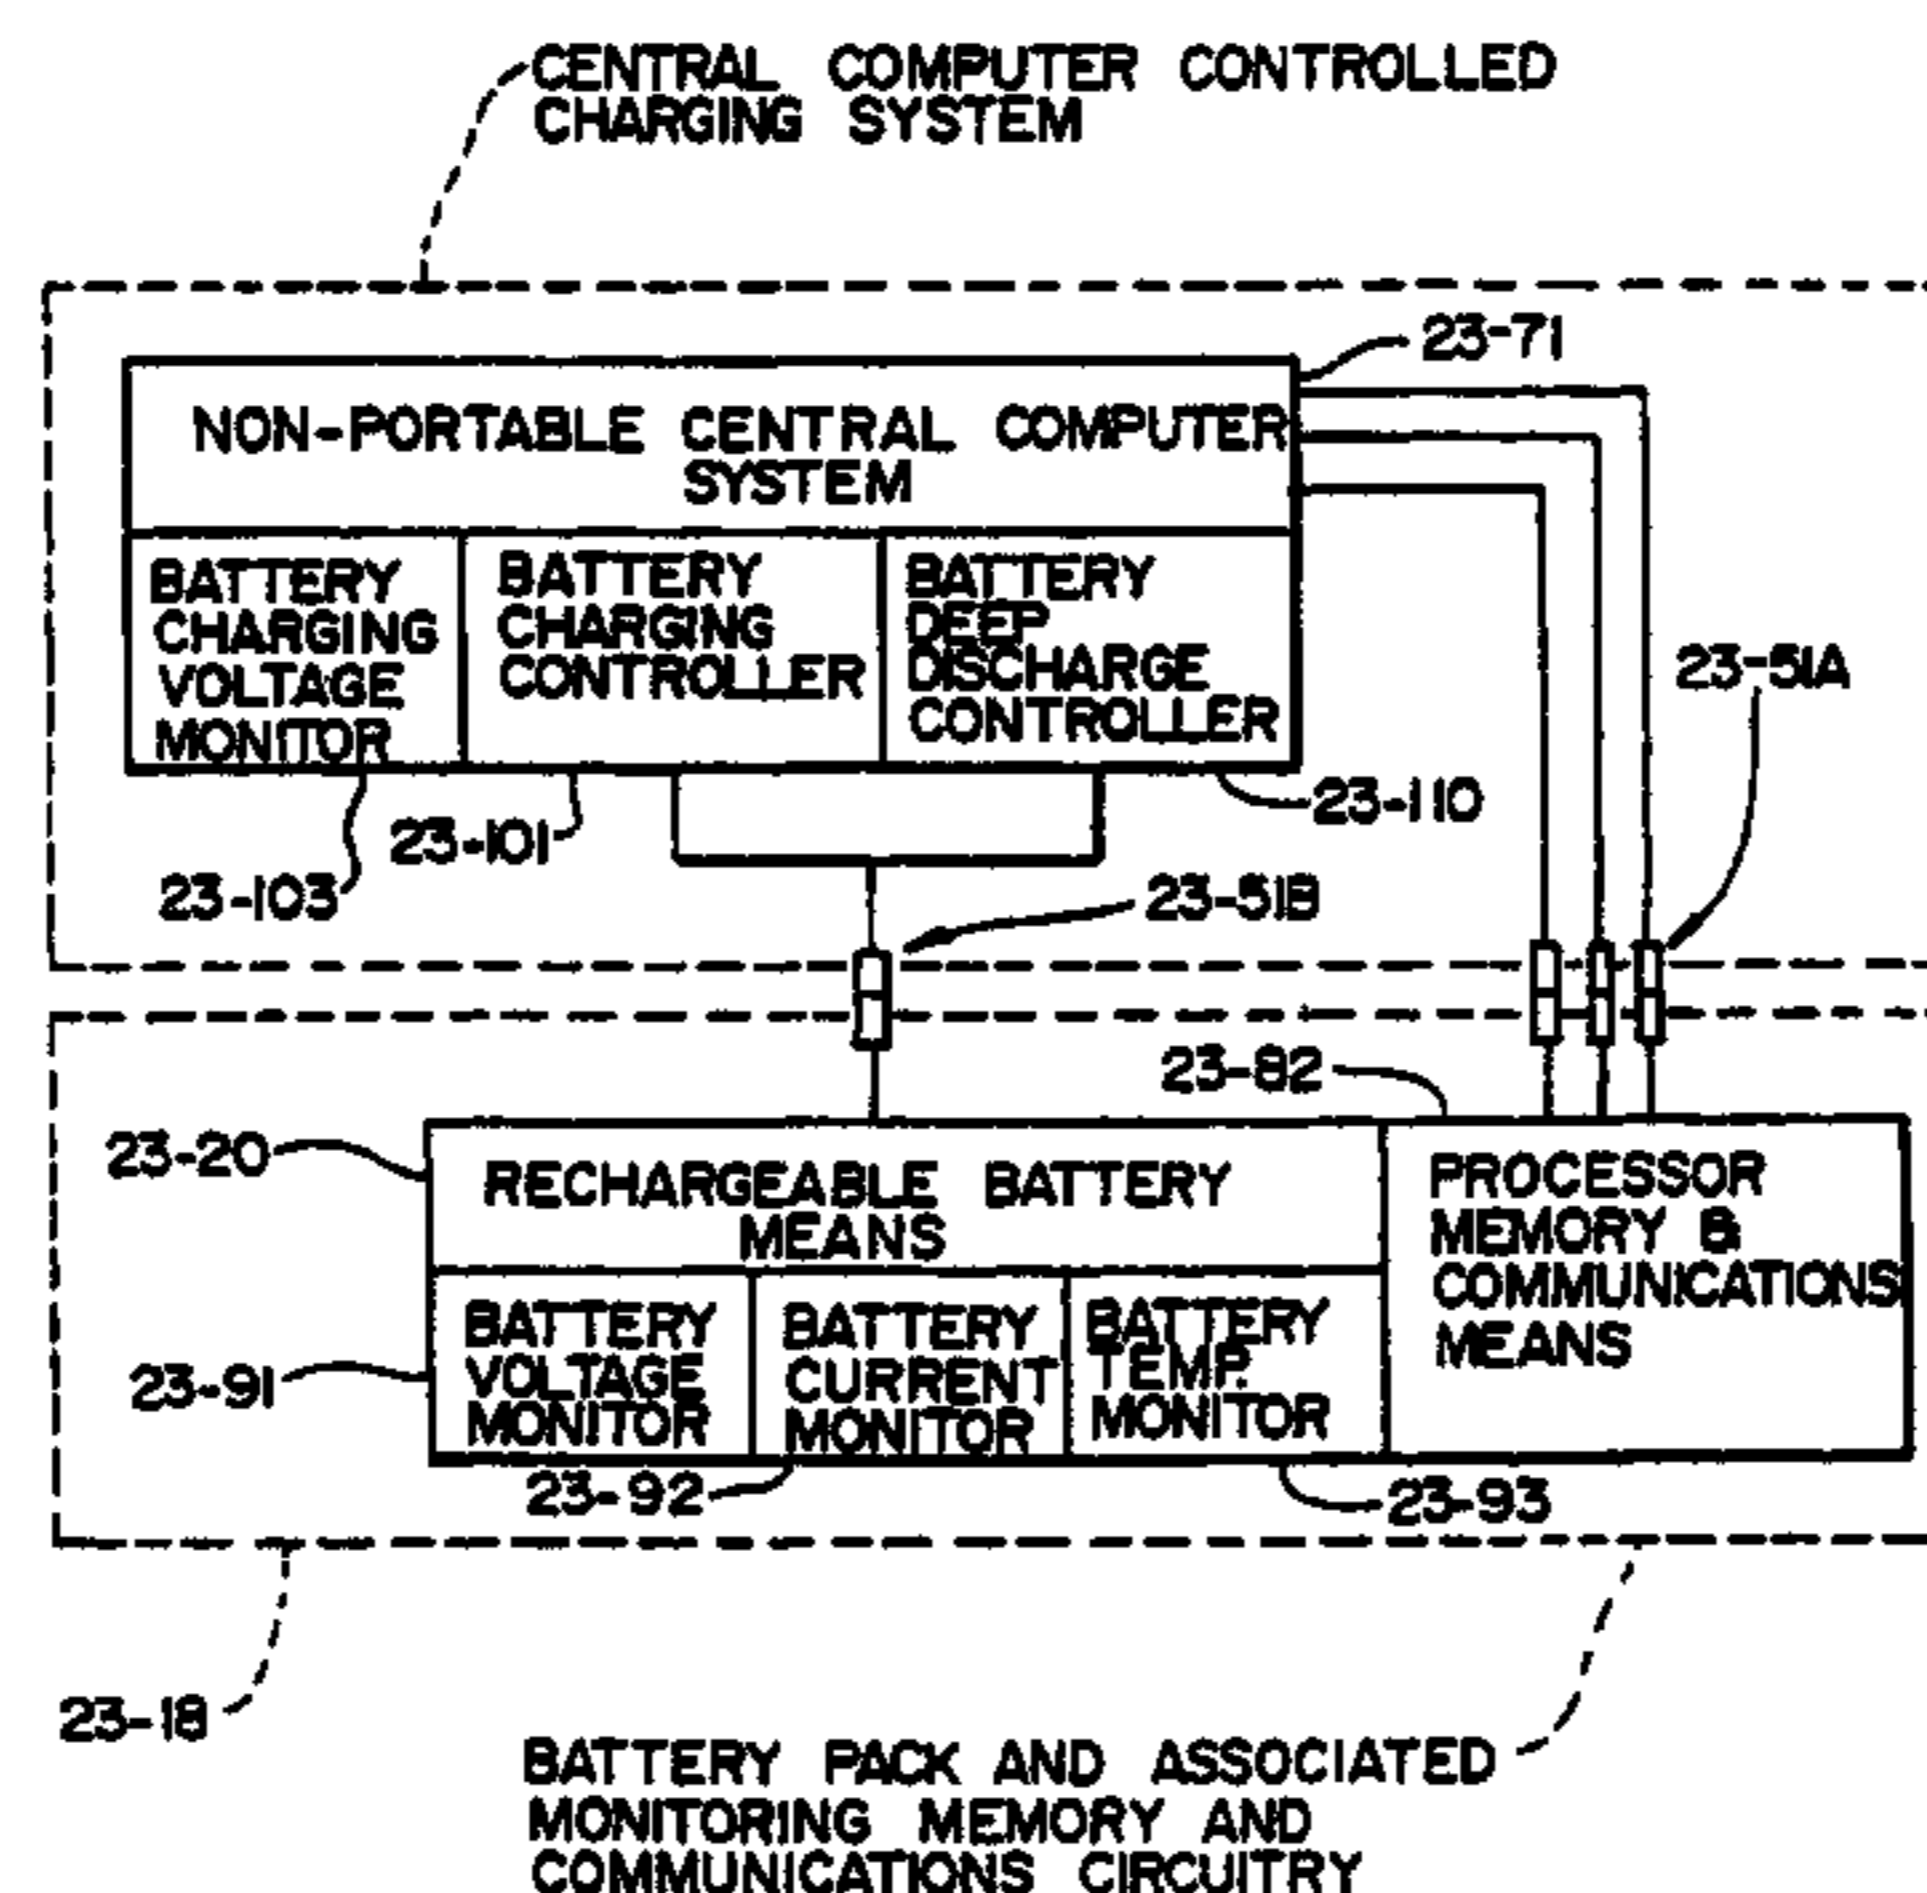 CENTRAL COMPUTER CONTROLLED
CHARGING SYSTEM
23-71
NON-PORTABLE CENTRAL COMPUTER
SYSTEM
BATTERY
CHARGING
VOLTAGE
MONITOR
BATTERY
CHARGING
CONTROLLER
BATTERY
DEEP
DISCHARGE
CONTROLLER
23-51A
23-110
23-101
23-103
23-51B
23-82
23-20
RECHARGEABLE BATTERY
MEANS
PROCESSOR
MEMORY &
COMMUNICATIONS
MEANS
23-91
BATTERY
VOLTAGE
MONITOR
BATTERY
CURRENT
MONITOR
BATTERY
TEMP.
MONITOR
23-92
23-93
23-18
BATTERY PACK AND ASSOCIATED
MONITORING MEMORY AND
COMMUNICATIONS CIRCUITRY